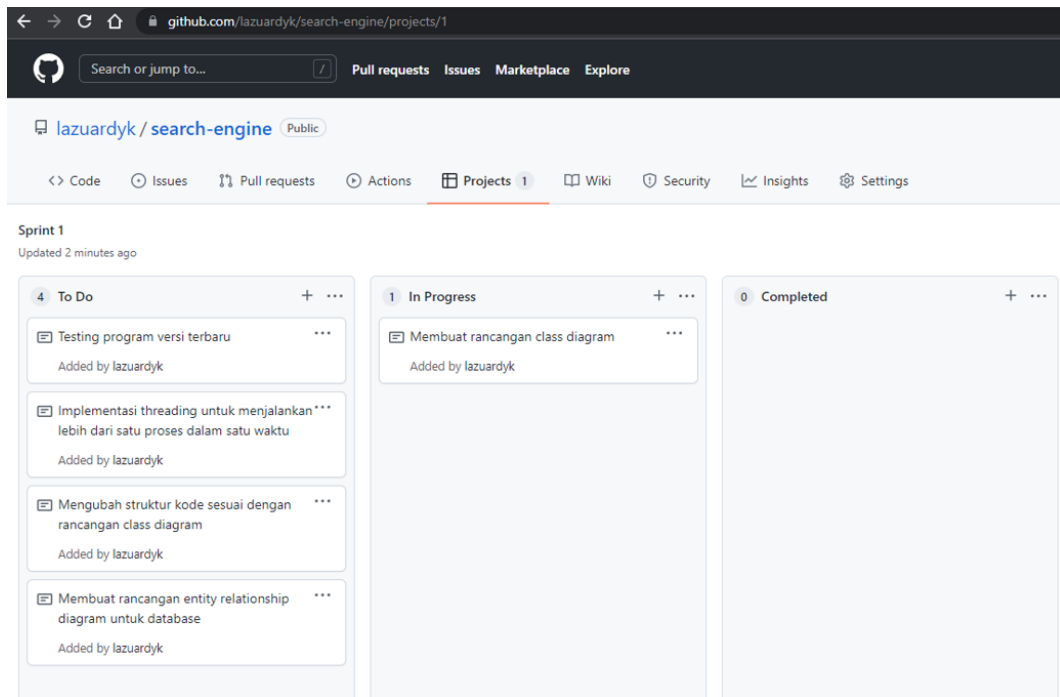 github.com/lazuardyk/search-engine/projects/1
Search or jump to... /
Pull requests Issues Marketplace Explore
lazuardyk / search-engine Public
<> Code Issues Pull requests Actions Projects 1 Wiki Security Insights Settings
Sprint 1
Updated 2 minutes ago
4 To Do + ...
Testing program versi terbaru ...
Added by lazuardyk
Implementasi threading untuk menjalankan ...
lebih dari satu proses dalam satu waktu
Added by lazuardyk
Mengubah struktur kode sesuai dengan ...
rancangan class diagram
Added by lazuardyk
Membuat rancangan entity relationship ...
diagram untuk database
Added by lazuardyk
1 In Progress + ...
Membuat rancangan class diagram ...
Added by lazuardyk
0 Completed + ...